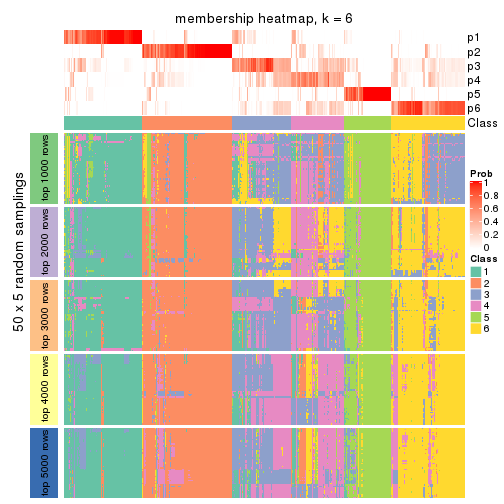 membership heatmap, k = 6
p1
p2
p3
p4
p5
p6
Class
50 x 5 random samplings
top 1000 rows
top 2000 rows
top 3000 rows
top 4000 rows
top 5000 rows
Prob
1
0.8
0.6
0.4
0.2
0
Class
1
2
3
4
5
6